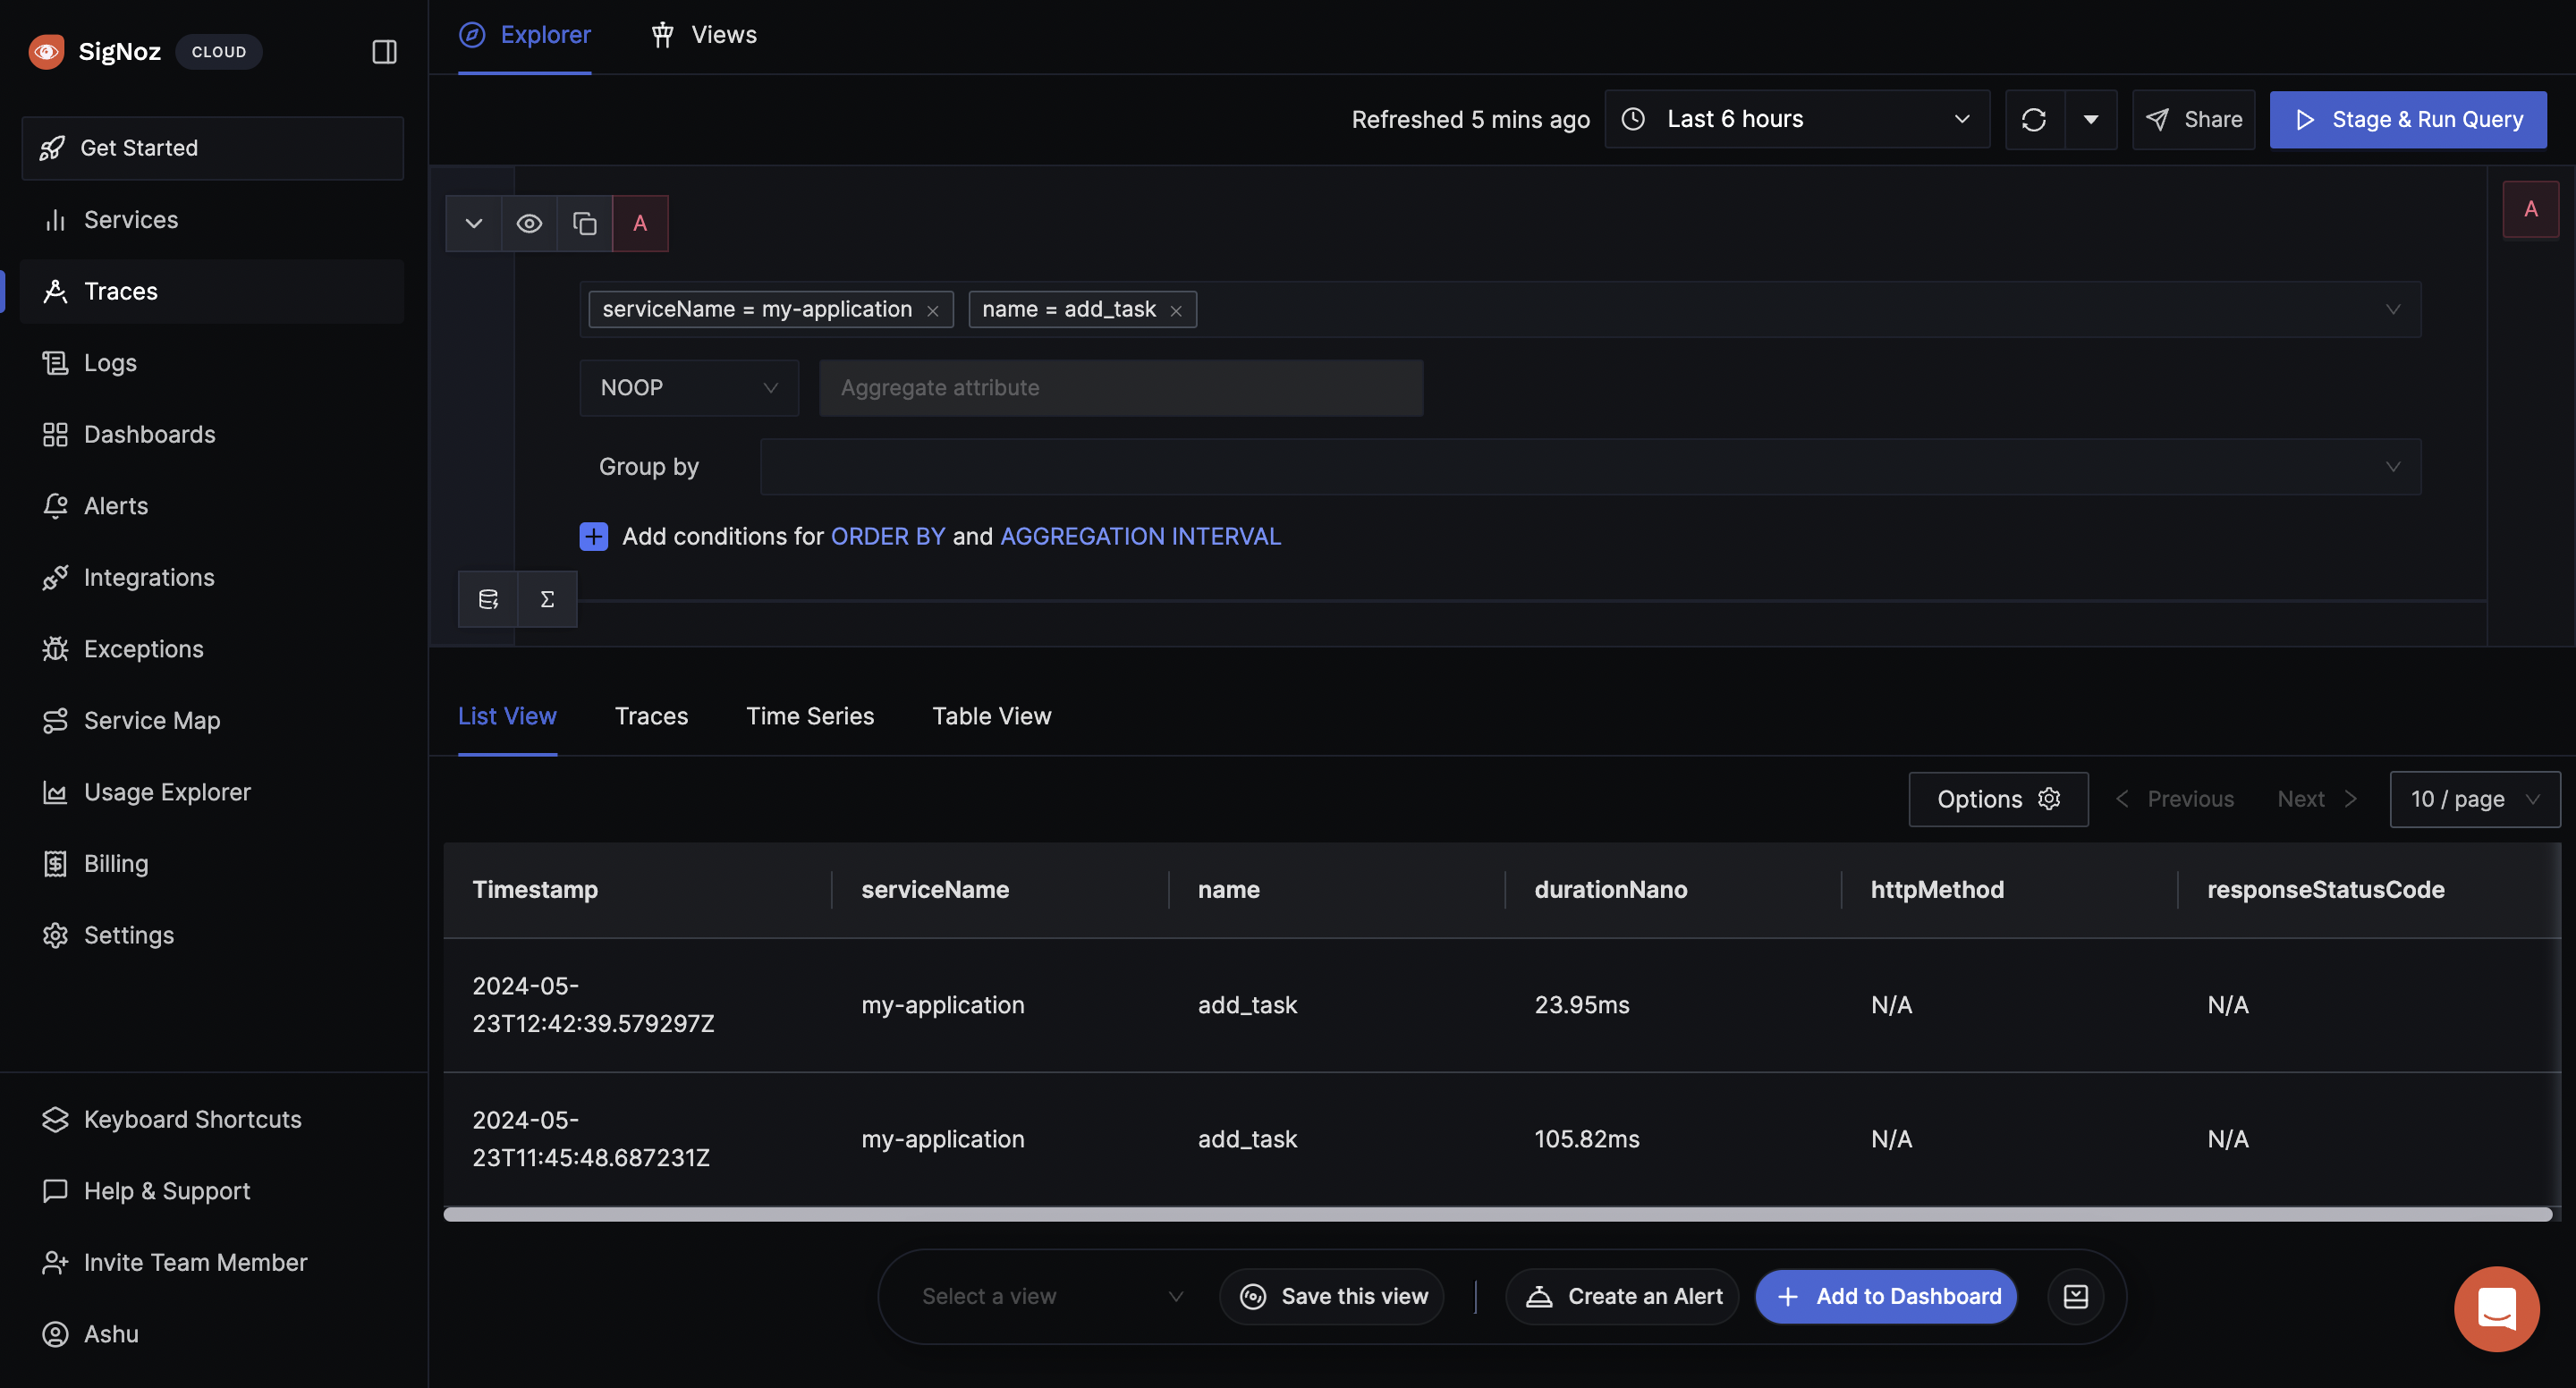 SigNoz CLOUD
Get Started
Services
Traces
Logs
Dashboards
Alerts
Integrations
Exceptions
Service Map
Usage Explorer
Billing
Settings
Keyboard Shortcuts
Help & Support
Invite Team Member
Ashu
Explorer Views
Refreshed 5 mins ago Last 6 hours Share Stage & Run Query
A A
serviceName = my-application name = add_task
NOOP Aggregate attribute
Group by
Add conditions for ORDER BY and AGGREGATION INTERVAL
Σ
List View Traces Time Series Table View
Options Previous Next 10 / page
Timestamp serviceName name durationNano httpMethod responseStatusCode
2024-05-
23T12:42:39.579297Z my-application add_task 23.95ms N/A N/A
2024-05-
23T11:45:48.687231Z my-application add_task 105.82ms N/A N/A
Select a view Save this view Create an Alert Add to Dashboard